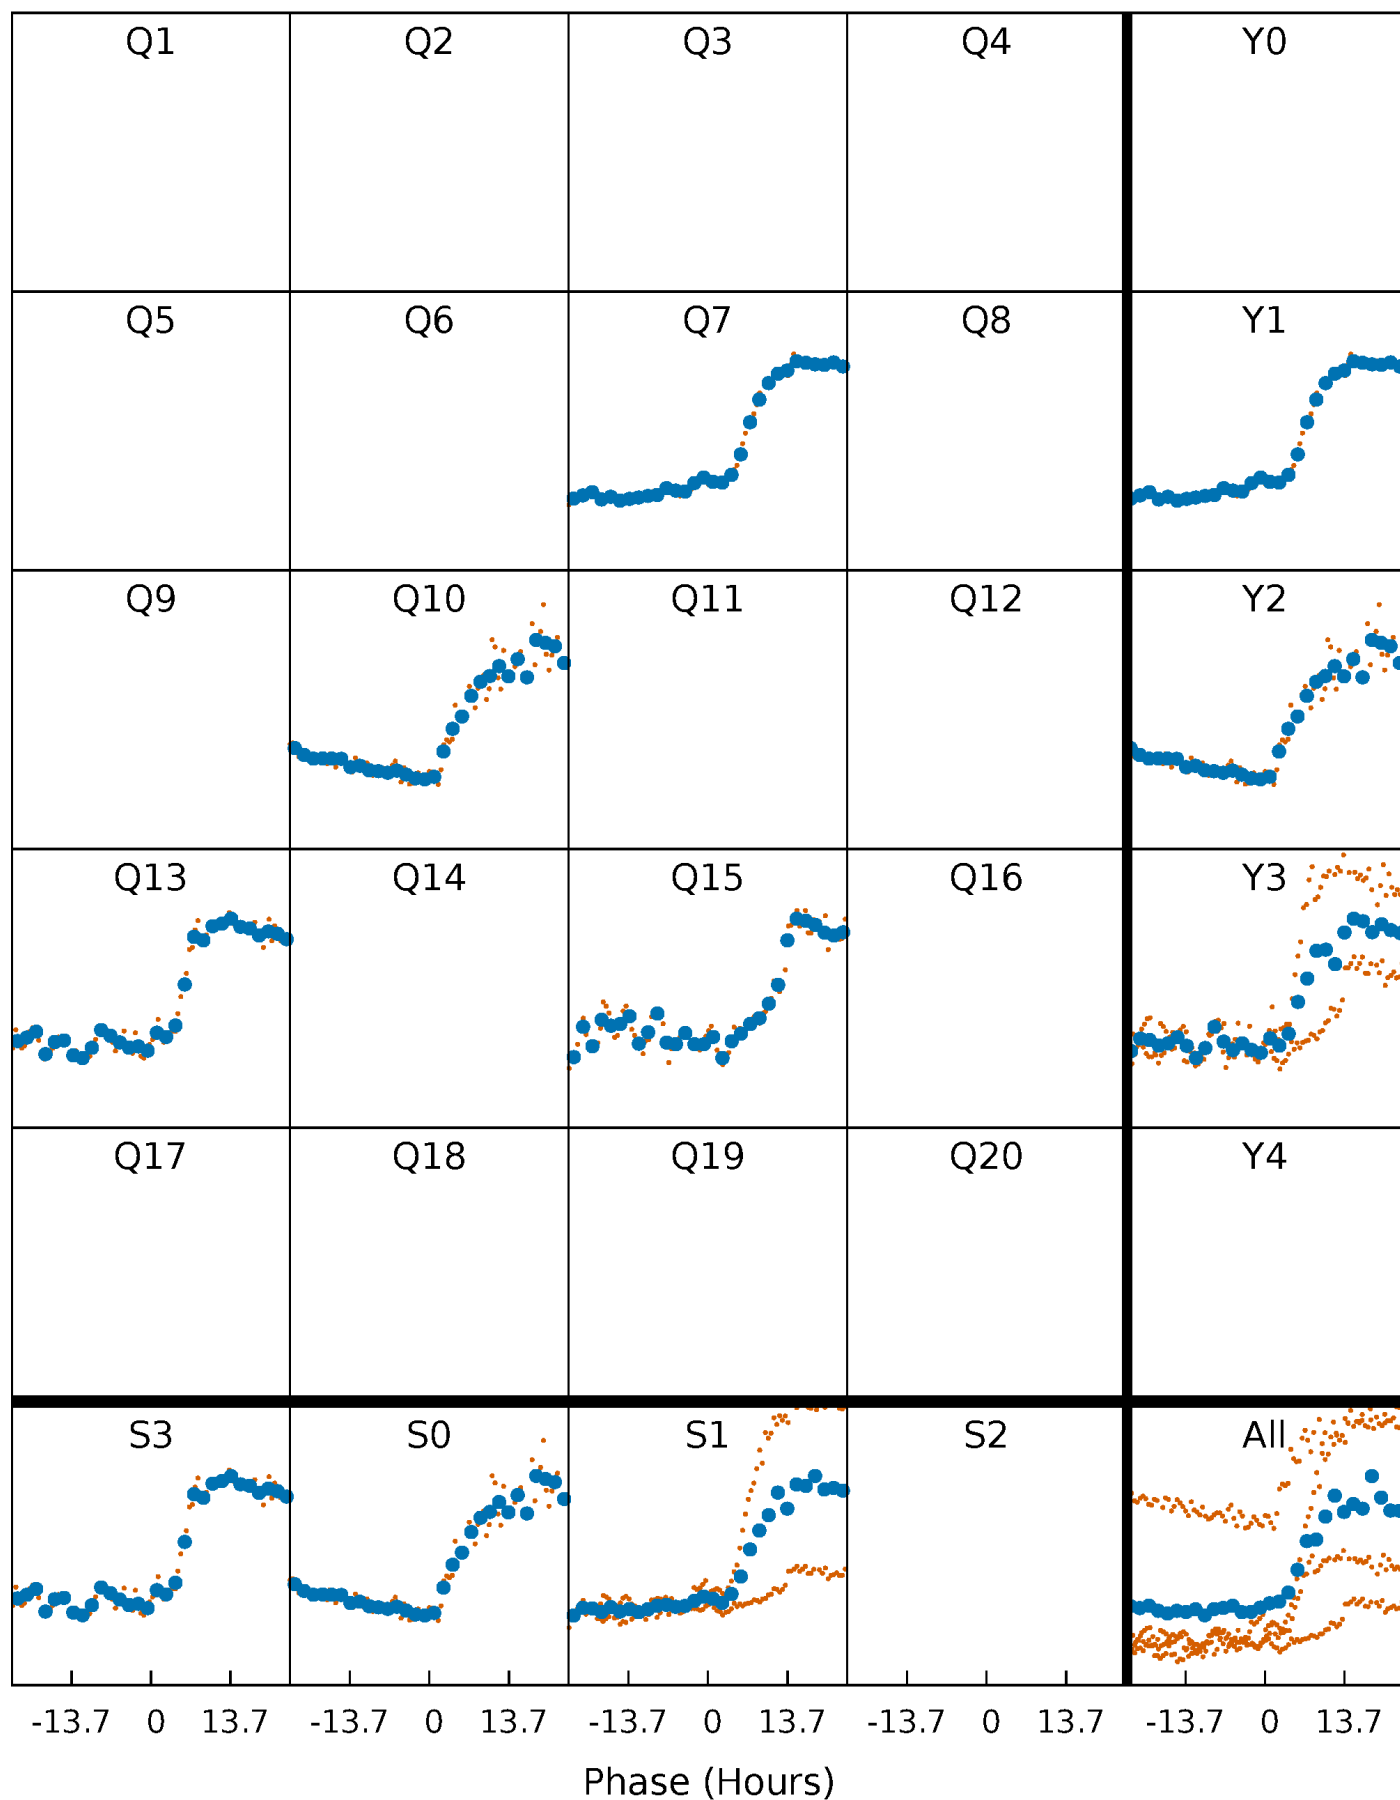 Q1 Q2 Q3 Q4 Y0
Q5 Q6 Q7 Q8 Y1
Q9 Q10 Q11 Q12 Y2
Q13 Q14 Q15 Q16 Y3
Q17 Q18 Q19 Q20 Y4
S3 S0 S1 S2 All
-13.7 0 13.7 -13.7 0 13.7 -13.7 0 13.7 -13.7 0 13.7 -13.7 0 13.7
Phase (Hours)